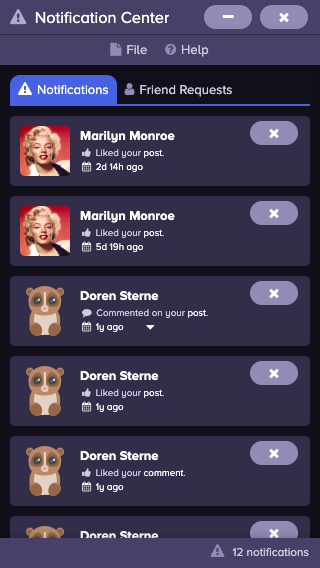 Notification Center
File Help
Notifications Friend Requests
Marilyn Monroe
Liked your post.
2d 14h ago
Marilyn Monroe
Liked your post.
5d 19h ago
Doren Sterne
Commented on your post.
1y ago
Doren Sterne
Liked your post.
1y ago
Doren Sterne
Liked your comment.
1y ago
Doren Sterne
12 notifications